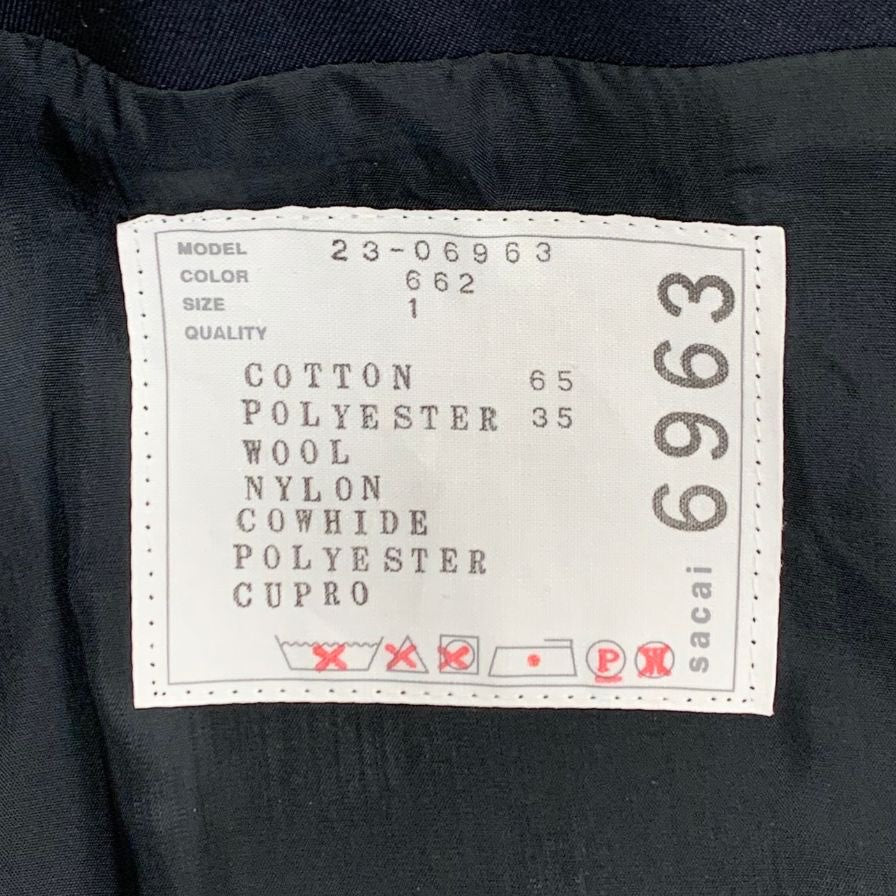 MODEL 23-06963
COLOR 662
SIZE 1
QUALITY
COTTON 65
POLYESTER 35
WOOL
NYLON
COWHIDE
POLYESTER
CUPRO
P W
sacai 6963